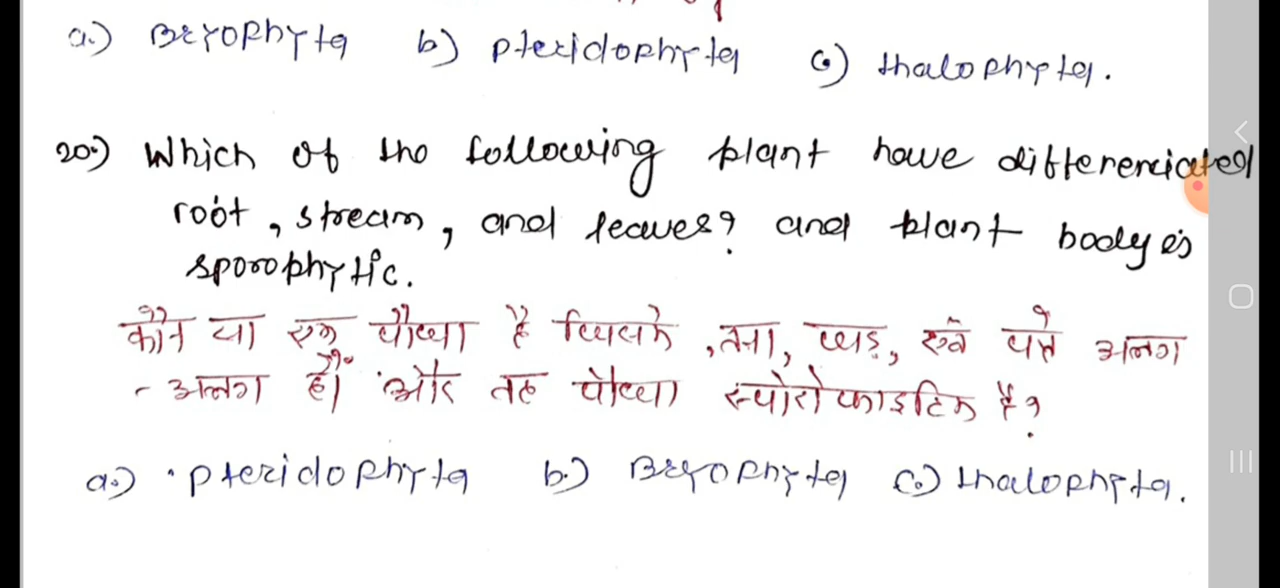 a.) Bryophyta b.) pteridophyta c) thalophyta.
20.) Which of the following plant have differenciated
root, stream, and leaves? and plant body is
sporophytic.
कौन या एक पौधा है जिसके, तना, जड़, एवं पत्ते अलग
- अलग हो और वह पौधा स्पोरोफाइटिक है?
a.) pteridophyta b.) Bryophyta c.) thalophyta.